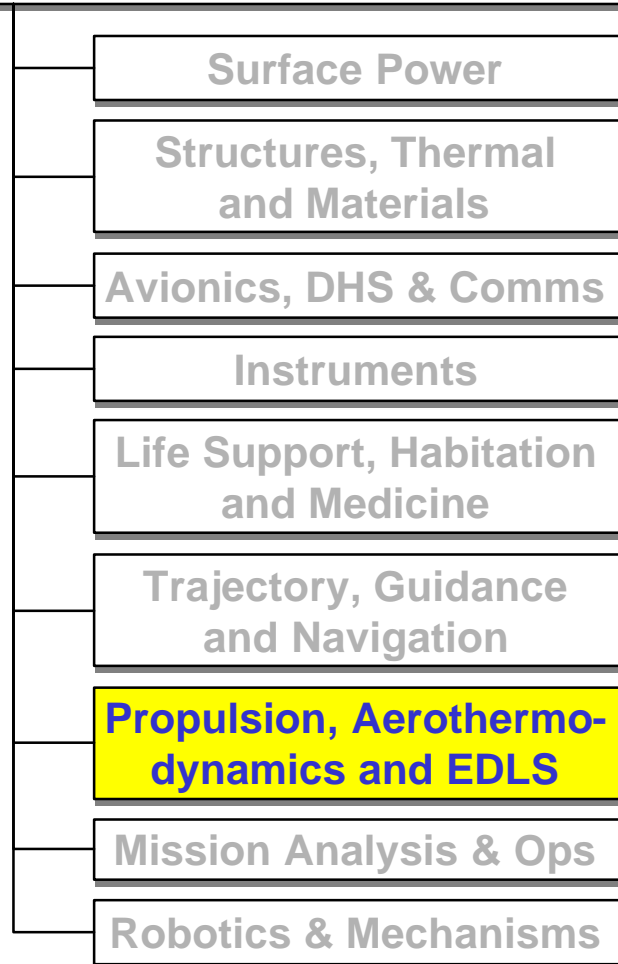 Surface Power
Structures, Thermal
and Materials
Avionics, DHS & Comms
Instruments
Life Support, Habitation
and Medicine
Trajectory, Guidance
and Navigation
Propulsion, Aerothermo-
dynamics and EDLS
Mission Analysis & Ops
Robotics & Mechanisms